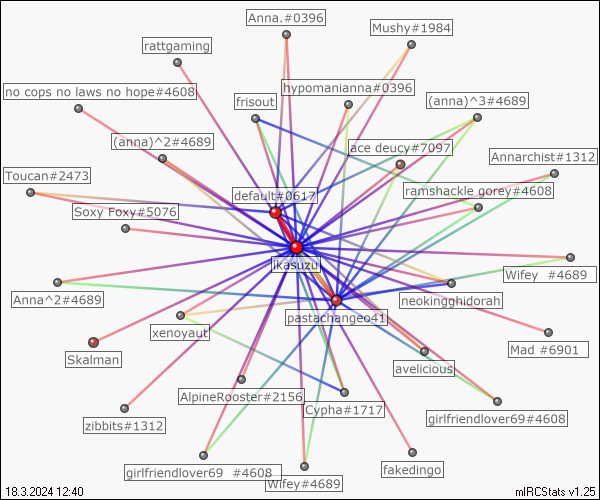 Anna.#0396
Mushy#1984
rattgaming
no cops no laws no hope#4608
hypomanianna#0396
frisout
(anna)^3#4689
(anna)^2#4689
ace deucy#7097
Annarchist#1312
Toucan#2473
default#0617
ramshackle gorey#4608
Soxy Foxy#5076
ikasuzu
Wifey #4689
Anna^2#4689
neokingghidorah
pastachangeo41
xenoyaut
Mad #6901
Skalman
avelicious
AlpineRooster#2156
Cypha#1717
zibbits#1312
girlfriendlover69#4608
girlfriendlover69 #4608
Wifey#4689
fakedingo
18.3.2024 12:40
mIRCStats v1.25